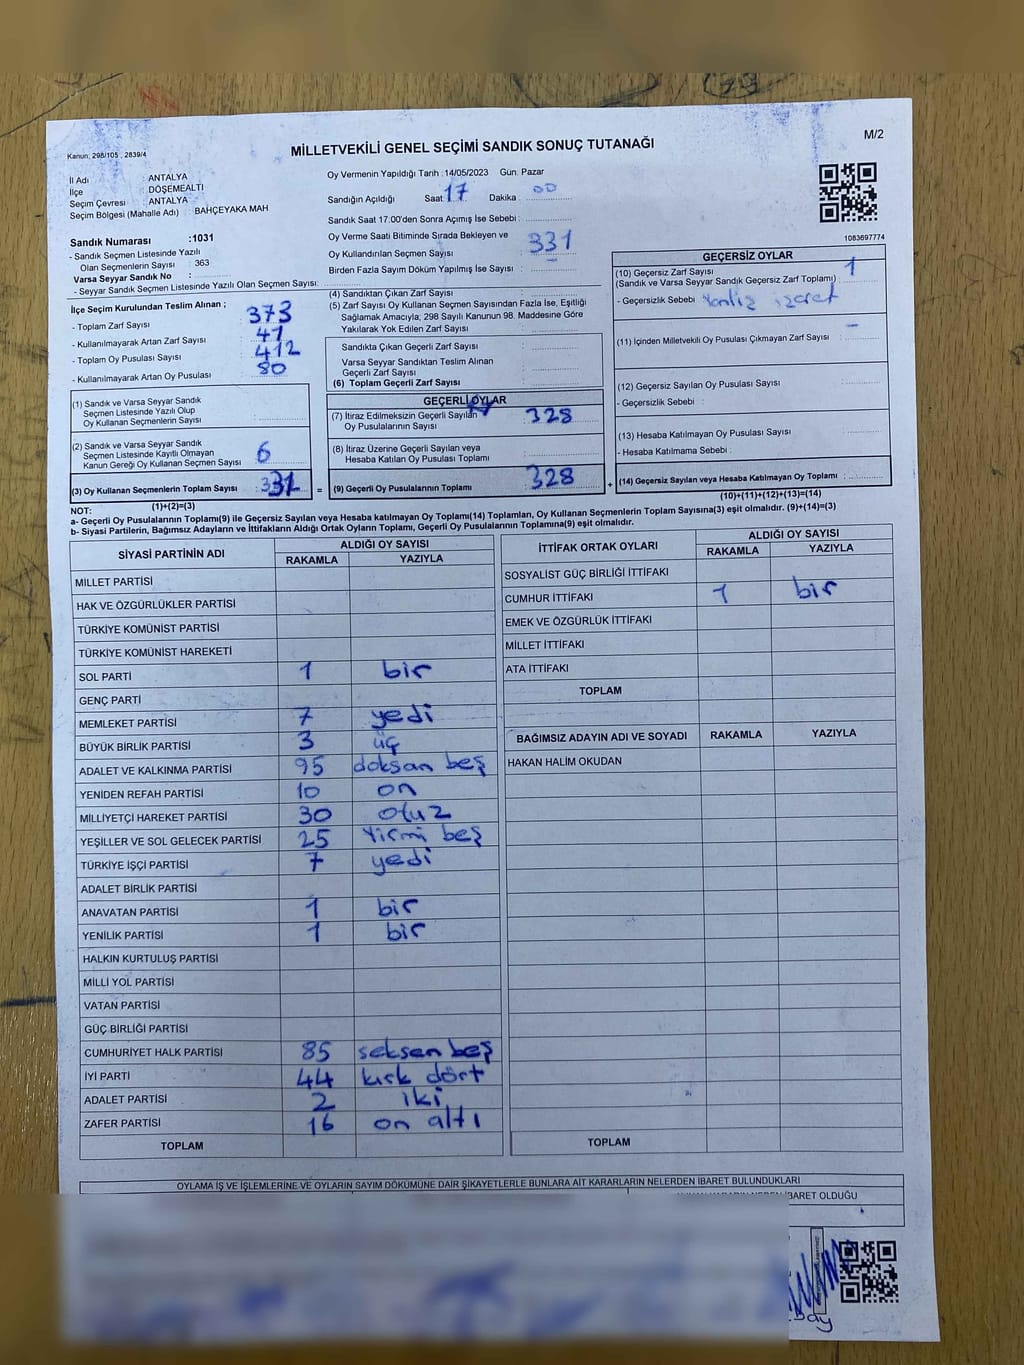 M/2
Kanun; 298/105 , 2839/4
MİLLETVEKİLİ GENEL SEÇİMİ SANDIK SONUÇ TUTANAĞI
İl Adı : ANTALYA
İlçe : DÖŞEMEALTI
Seçim Çevresi : ANTALYA
Seçim Bölgesi (Mahalle Adı) : BAHÇEYAKA MAH
Sandık Numarası :1031
- Sandık Seçmen Listesinde Yazılı
Olan Seçmenlerin Sayısı : 363
Varsa Seyyar Sandık No :
- Seyyar Sandık Seçmen Listesinde Yazılı Olan Seçmen Sayısı:
Oy Vermenin Yapıldığı Tarih : 14/05/2023 Gün: Pazar
Sandığın Açıldığı Saat: 17 Dakika : 00
Sandık Saat 17.00'den Sonra Açımış İse Sebebi :
Oy Verme Saati Bitiminde Sırada Bekleyen ve
Oy Kullandırılan Seçmen Sayısı : 331
Birden Fazla Sayım Döküm Yapılmış İse Sayısı :
1083697774
İlçe Seçim Kurulundan Teslim Alınan ;
- Toplam Zarf Sayısı 373
- Kullanılmayarak Artan Zarf Sayısı 41
- Toplam Oy Pusulası Sayısı 412
- Kullanılmayarak Artan Oy Pusulası 80
(1) Sandık ve Varsa Seyyar Sandık
Seçmen Listesinde Yazılı Olup
Oy Kullanan Seçmenlerin Sayısı
(2) Sandık ve Varsa Seyyar Sandık
Seçmen Listesinde Kayıtlı Olmayan
Kanun Gereği Oy Kullanan Seçmen Sayısı 6
(3) Oy Kullanan Seçmenlerin Toplam Sayısı : 331
(1)+(2)=(3)
(4) Sandıktan Çıkan Zarf Sayısı
(5) Zarf Sayısı Oy Kullanan Seçmen Sayısından Fazla İse, Eşitliği
Sağlamak Amacıyla; 298 Sayılı Kanunun 98. Maddesine Göre
Yakılarak Yok Edilen Zarf Sayısı :
Sandıkta Çıkan Geçerli Zarf Sayısı :
Varsa Seyyar Sandıktan Teslim Alınan
Geçerli Zarf Sayısı
(6) Toplam Geçerli Zarf Sayısı
GEÇERLİ OYLAR
(7) İtiraz Edilmeksizin Geçerli Sayılan
Oy Pusulalarının Sayısı : 328
(8) İtiraz Üzerine Geçerli Sayılan veya
Hesaba Katılan Oy Pusulası Toplamı
= (9) Geçerli Oy Pusulalarının Toplamı : 328 +
GEÇERSİZ OYLAR
(10) Geçersiz Zarf Sayısı
(Sandık ve Varsa Seyyar Sandık Geçersiz Zarf Toplamı) : 1
- Geçersizlik Sebebi
(11) İçinden Milletvekili Oy Pusulası Çıkmayan Zarf Sayısı : -
(12) Geçersiz Sayılan Oy Pusulası Sayısı
- Geçersizlik Sebebi :
(13) Hesaba Katılmayan Oy Pusulası Sayısı
- Hesaba Katılmama Sebebi :
(14) Geçersiz Sayılan veya Hesaba Katılmayan Oy Toplamı :
(10)+(11)+(12)+(13)=(14)
NOT:
a- Geçerli Oy Pusulalarının Toplamı(9) ile Geçersiz Sayılan veya Hesaba Katılmayan Oy Toplamı(14) Toplamları, Oy Kullanan Seçmenlerin Toplam Sayısına(3) eşit olmalıdır. (9)+(14)=(3)
b- Siyasi Partilerin, Bağımsız Adayların ve İttifakların Aldığı Ortak Oyların Toplamı, Geçerli Oy Pusulalarının Toplamına(9) eşit olmalıdır.
SİYASİ PARTİNİN ADI ALDIĞI OY SAYISI
RAKAMLA YAZIYLA
MİLLET PARTİSİ
HAK VE ÖZGÜRLÜKLER PARTİSİ
TÜRKİYE KOMÜNİST PARTİSİ
TÜRKİYE KOMÜNİST HAREKETİ
SOL PARTİ 1 bir
GENÇ PARTİ
MEMLEKET PARTİSİ 7 yedi
BÜYÜK BİRLİK PARTİSİ 3 üç
ADALET VE KALKINMA PARTİSİ 95 doksan beş
YENİDEN REFAH PARTİSİ 10 on
MİLLİYETÇİ HAREKET PARTİSİ 30 otuz
YEŞİLLER VE SOL GELECEK PARTİSİ 25 Yirmi beş
TÜRKİYE İŞÇİ PARTİSİ 7 yedi
ADALET BİRLİK PARTİSİ
ANAVATAN PARTİSİ 1 bir
YENİLİK PARTİSİ 1 bir
HALKIN KURTULUŞ PARTİSİ
MİLLİ YOL PARTİSİ
VATAN PARTİSİ
GÜÇ BİRLİĞİ PARTİSİ
CUMHURİYET HALK PARTİSİ 85 seksen beş
İYİ PARTİ 44 kırk dört
ADALET PARTİSİ 2 iki
ZAFER PARTİSİ 16 on altı
TOPLAM
İTTİFAK ORTAK OYLARI ALDIĞI OY SAYISI
RAKAMLA YAZIYLA
SOSYALİST GÜÇ BİRLİĞİ İTTİFAKI
CUMHUR İTTİFAKI 1 bir
EMEK VE ÖZGÜRLÜK İTTİFAKI
MİLLET İTTİFAKI
ATA İTTİFAKI
TOPLAM
BAĞIMSIZ ADAYIN ADI VE SOYADI RAKAMLA YAZIYLA
HAKAN HALİM OKUDAN
TOPLAM
OYLAMA İŞ VE İŞLEMLERİNE VE OYLARIN SAYIM DÖKÜMÜNE DAİR ŞİKAYETLERLE BUNLARA AİT KARARLARIN NELERDEN İBARET BULUNDUKLARI
İBARET OLDUĞU